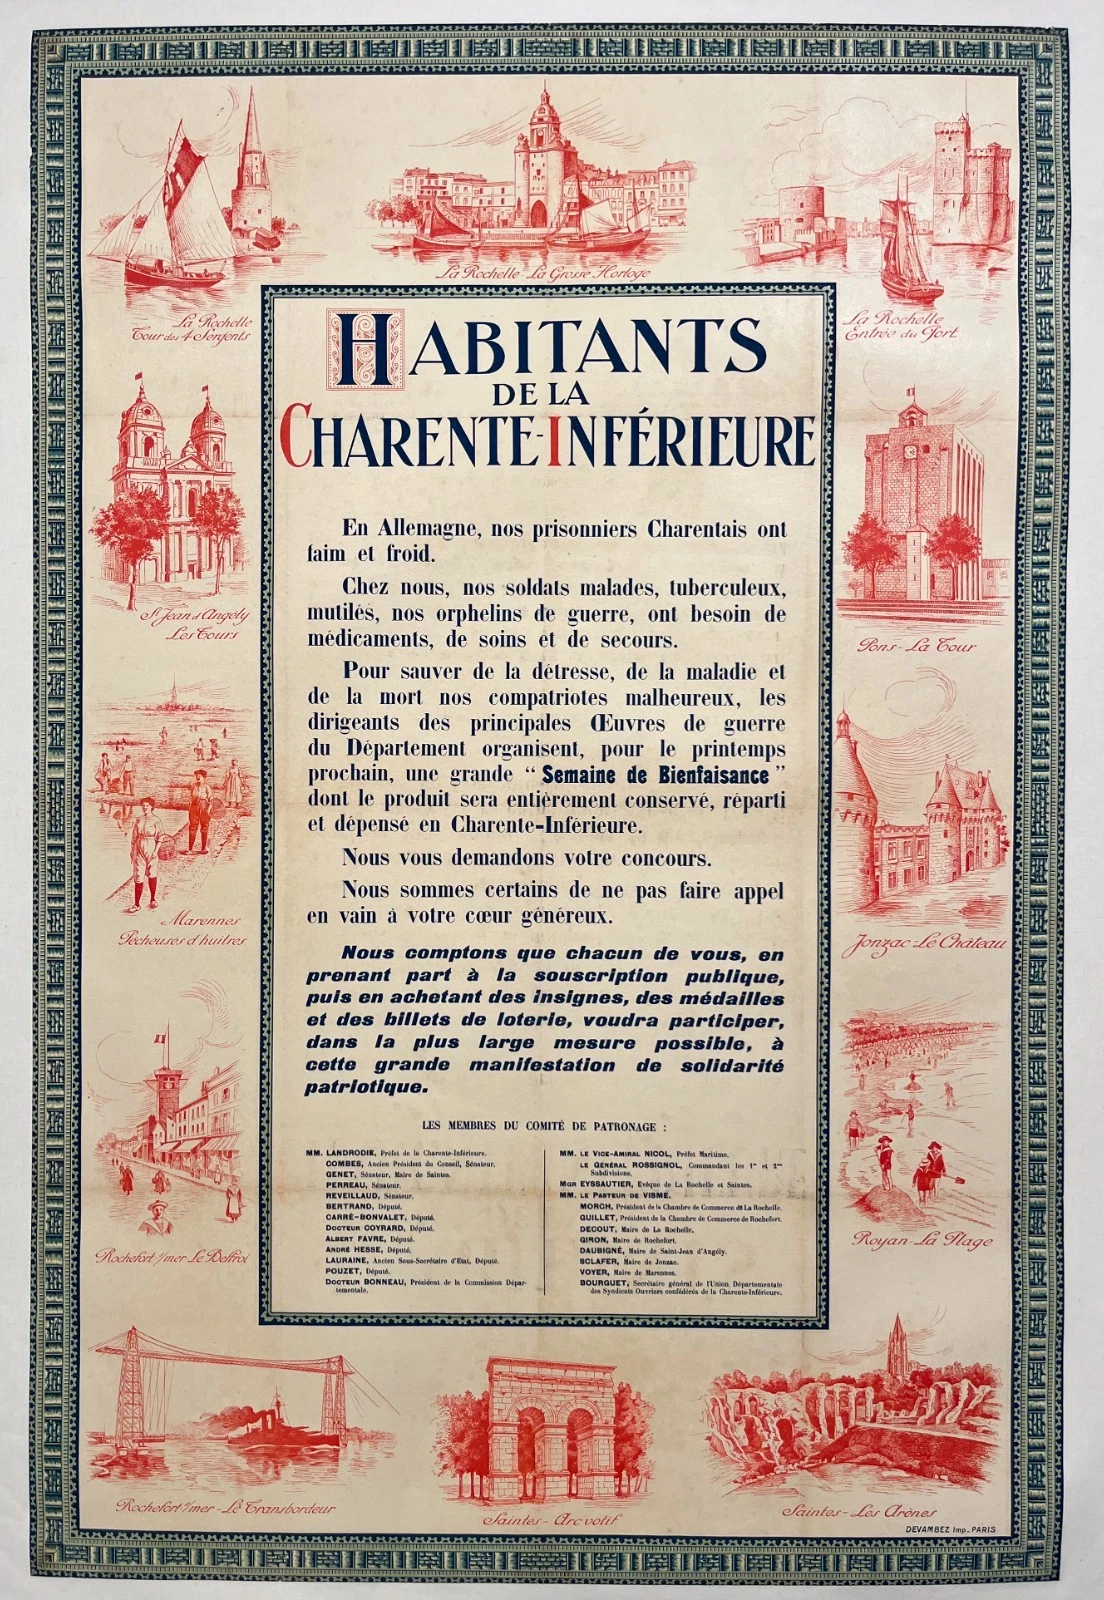 La Rochelle
Tour des 4 Sergents
La Rochelle - La Grosse Horloge
La Rochelle
Entrée du Port
HABITANTS
DE LA
CHARENTE-INFÉRIEURE
En Allemagne, nos prisonniers Charentais ont
faim et froid.
Chez nous, nos soldats malades, tuberculeux,
mutilés, nos orphelins de guerre, ont besoin de
médicaments, de soins et de secours.
Pour sauver de la détresse, de la maladie et
de la mort nos compatriotes malheureux, les
dirigeants des principales Œuvres de guerre
du Département organisent, pour le printemps
prochain, une grande “ Semaine de Bienfaisance ”
dont le produit sera entièrement conservé, réparti
et dépensé en Charente-Inférieure.
Nous vous demandons votre concours.
Nous sommes certains de ne pas faire appel
en vain à votre cœur généreux.
Nous comptons que chacun de vous, en
prenant part à la souscription publique,
puis en achetant des insignes, des médailles
et des billets de loterie, voudra participer,
dans la plus large mesure possible, à
cette grande manifestation de solidarité
patriotique.
LES MEMBRES DU COMITÉ DE PATRONAGE :
MM. LANDRODIE, Préfet de la Charente-Inférieure.
COMBES, Ancien Président du Conseil, Sénateur.
GENET, Sénateur, Maire de Saintes.
PERREAU, Sénateur.
REVEILLAUD, Sénateur.
BERTRAND, Député.
CARRÉ-BONVALET, Député.
DOCTEUR COYRARD, Député.
ALBERT FAVRE, Député.
ANDRÉ HESSE, Député.
LAURAINE, Ancien Sous-Secrétaire d'Etat, Député.
POUZET, Député.
DOCTEUR BONNEAU, Président de la Commission Dépar-
tementale.
MM. LE VICE-AMIRAL NICOL, Préfet Maritime.
LE GÉNÉRAL ROSSIGNOL, Commandant les 1re et 2me
Subdivisions.
MGR EYSSAUTIER, Evêque de La Rochelle et Saintes.
MM. LE PASTEUR DE VISME.
MORCH, Président de la Chambre de Commerce de La Rochelle.
QUILLET, Président de la Chambre de Commerce de Rochefort.
DECOUT, Maire de La Rochelle.
GIRON, Maire de Rochefort.
DAUBIGNÉ, Maire de Saint-Jean d'Angély.
SCLAFER, Maire de Jonzac.
VOYER, Maire de Marennes.
BOURGUET, Secrétaire général de l'Union Départementale
des Syndicats Ouvriers confédérés de la Charente-Inférieure.
St Jean d'Angely
Les Tours
Pons - La Tour
Marennes
Pêcheuses d'huitres
Jonzac - Le Château
Rochefort s/mer - Le Beffroi
Royan - La Plage
Rochefort s/mer - Le Transbordeur
Saintes - Arc votif
Saintes - Les Arènes
DEVAMBEZ Imp. PARIS